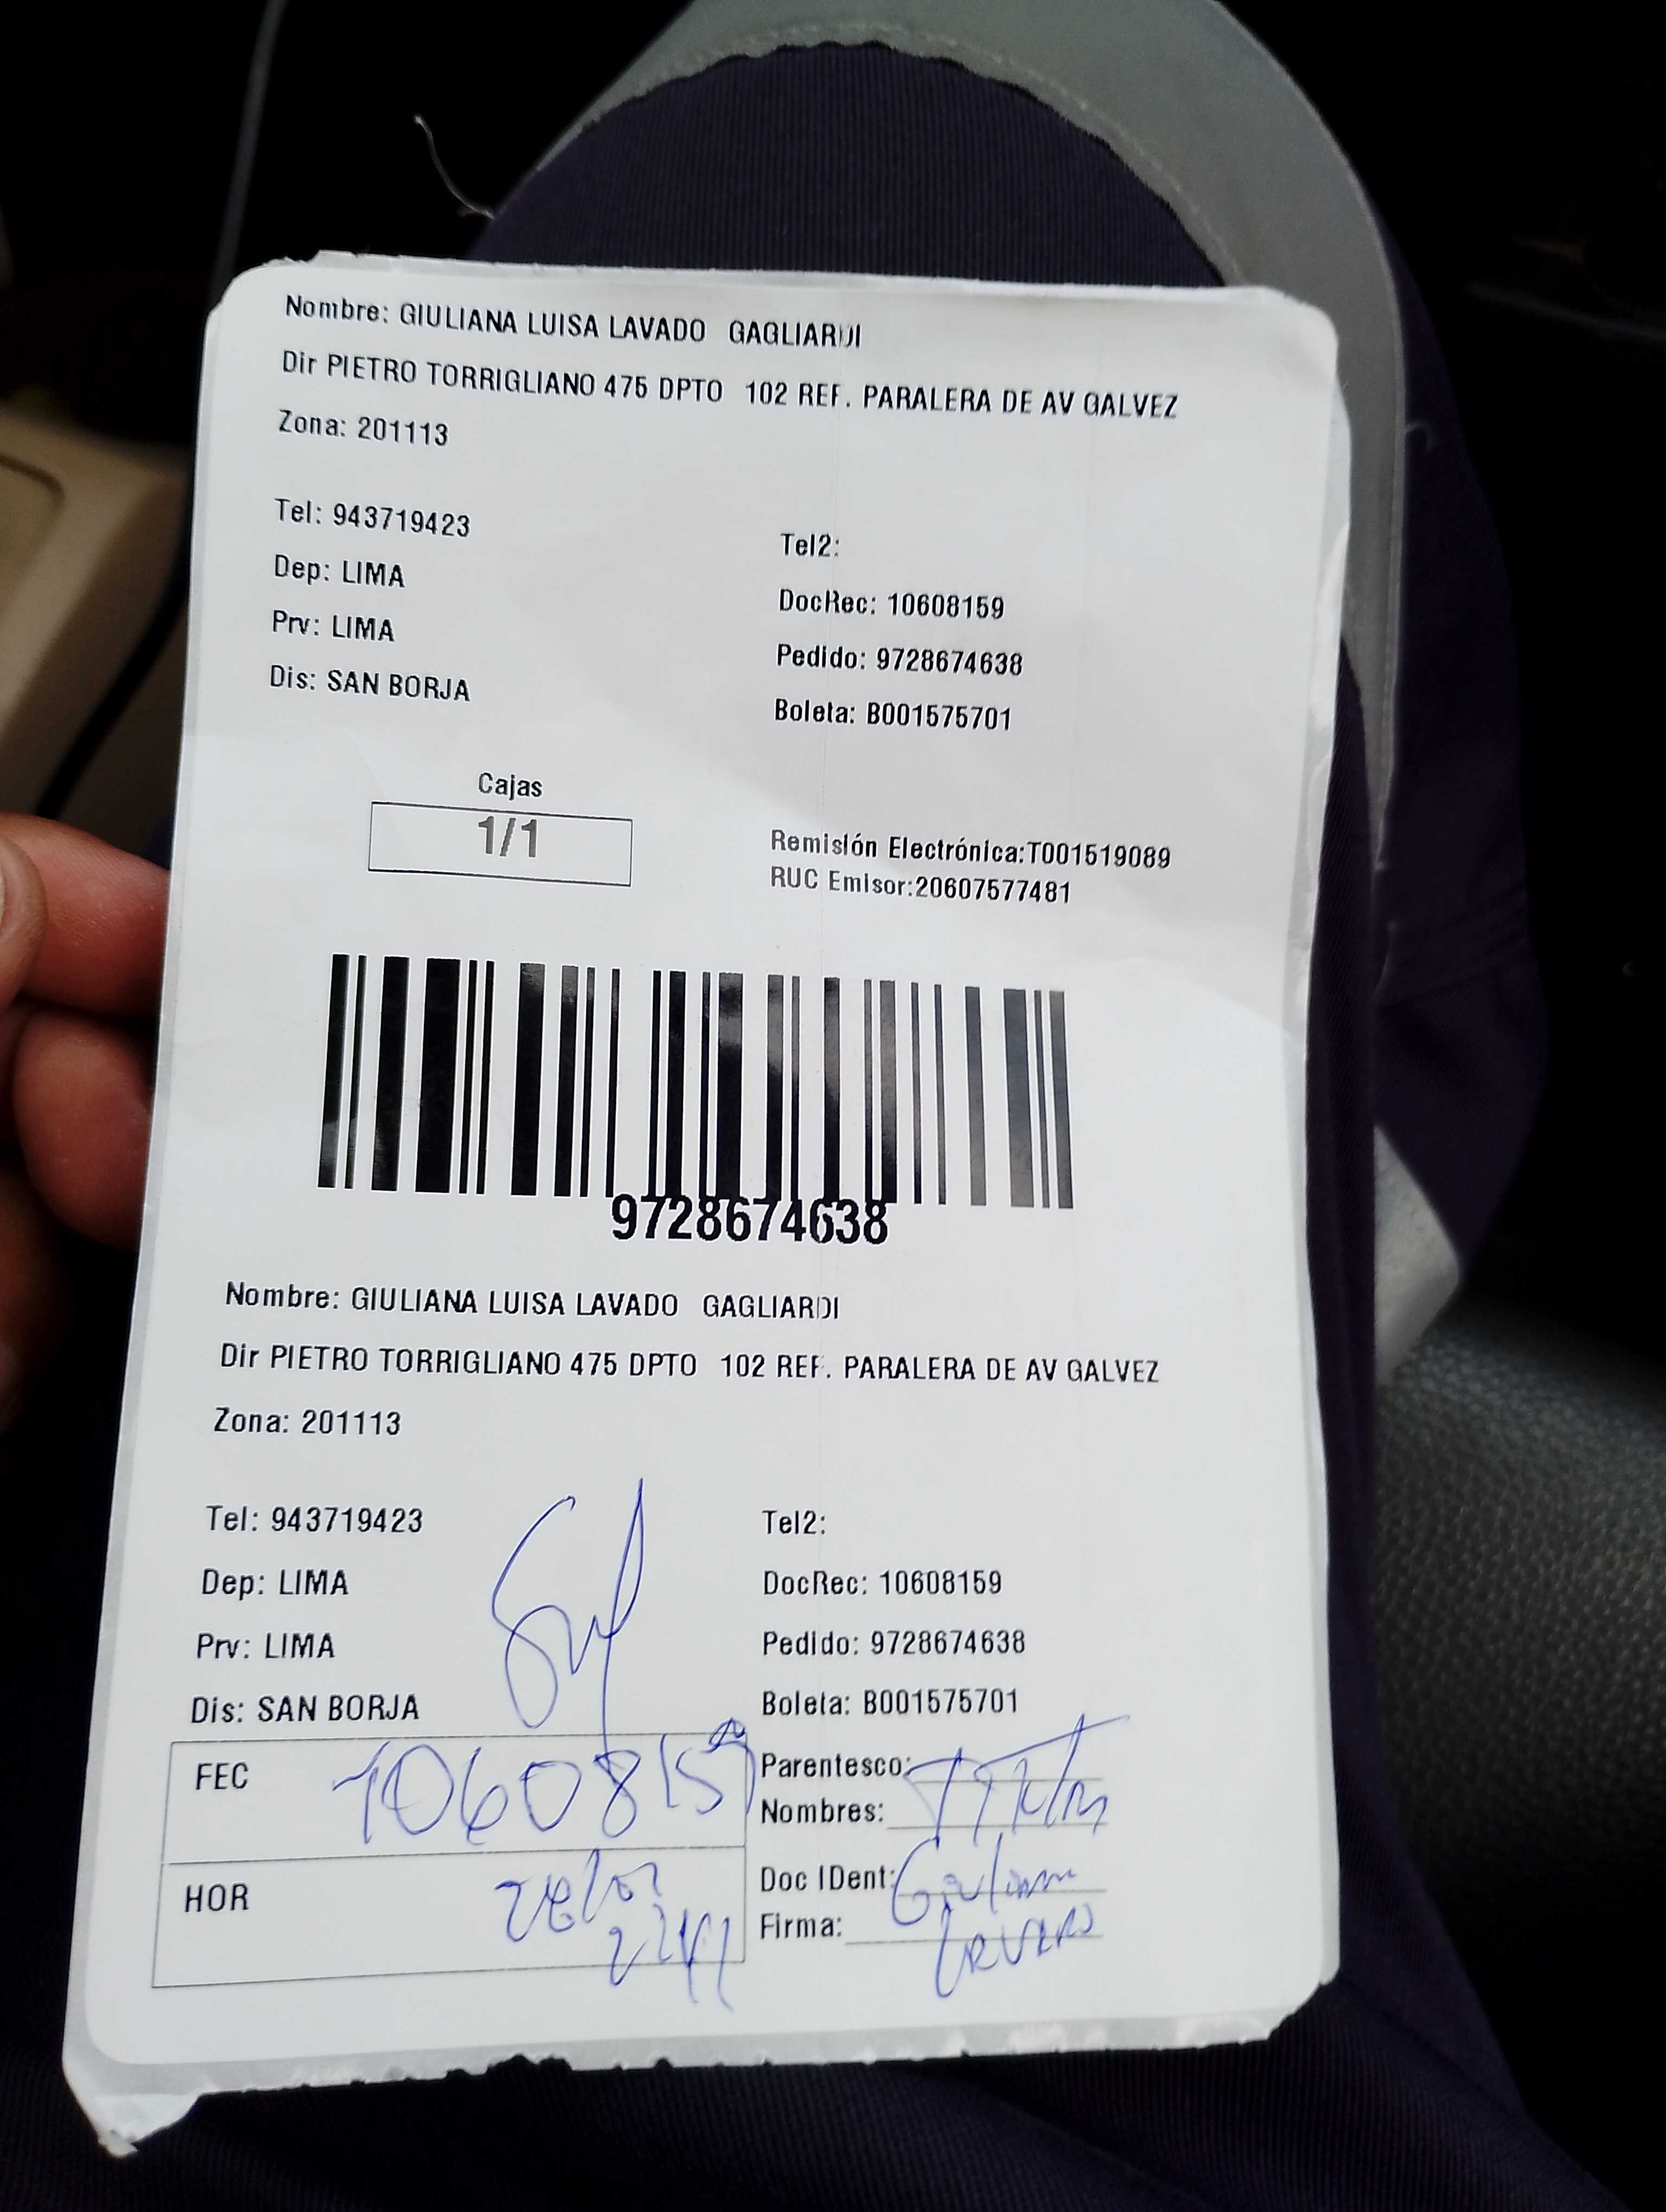 Nombre: GIULIANA LUISA LAVADO GAGLIARDI
Dir PIETRO TORRIGLIANO 475 DPTO 102 REF. PARALERA DE AV GALVEZ
Zona: 201113
Tel: 943719423
Tel2:
Dep: LIMA
DocRec: 10608159
Prv: LIMA
Pedido: 9728674638
Dis: SAN BORJA
Boleta: B001575701
Cajas
1/1
Remisión Electrónica:T001519089
RUC Emisor:20607577481
9728674638
Nombre: GIULIANA LUISA LAVADO GAGLIARDI
Dir PIETRO TORRIGLIANO 475 DPTO 102 REF. PARALERA DE AV GALVEZ
Zona: 201113
Tel: 943719423
Tel2:
Dep: LIMA
DocRec: 10608159
Prv: LIMA
Pedido: 9728674638
Dis: SAN BORJA
Boleta: B001575701
FEC 10608159
Parentesco:
Nombres: Titular
HOR
Doc IDent: Giuliana
Firma: Lavado